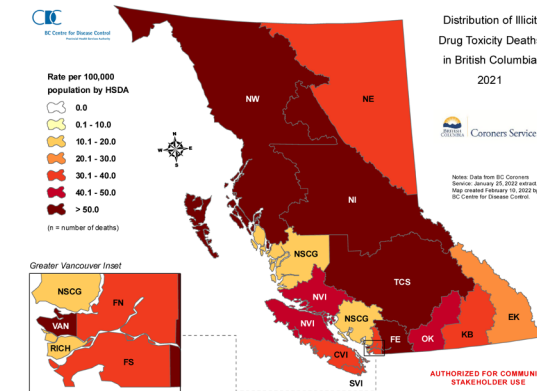 BC Centre for Disease Control
Provincial Health Services Authority
Distribution of Illicit
Drug Toxicity Deaths
in British Columbia
2021
Rate per 100,000
population by HSDA
0.0
0.1 - 10.0
10.1 - 20.0
20.1 - 30.0
30.1 - 40.0
40.1 - 50.0
> 50.0
(n = number of deaths)
N
W
E
S
BRITISH
COLUMBIA
Coroners Service
Notes: Data from BC Coroners
Service: January 25, 2022 extract.
Map created February 10, 2022 by
BC Centre for Disease Control.
NW
NE
NI
NSCG
TCS
NVI
NSCG
NVI
FE
OK
KB
EK
CVI
SVI
Greater Vancouver Inset
NSCG
FN
VAN
RICH
FS
AUTHORIZED FOR COMMUNI
STAKEHOLDER USE